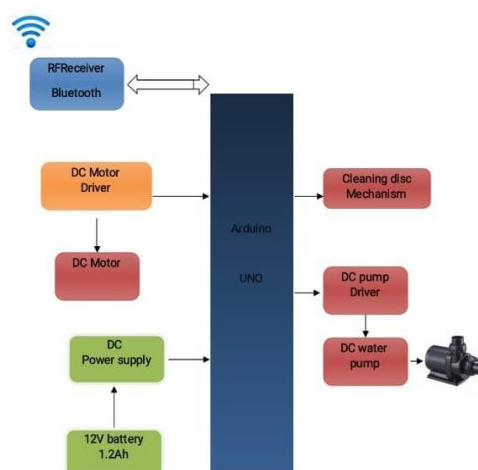 RFReceiver
Bluetooth
DC Motor
Driver
DC Motor
DC
Power supply
12V battery
1.2Ah
Arduino
UNO
Cleaning disc
Mechanism
DC pump
Driver
DC water
pump